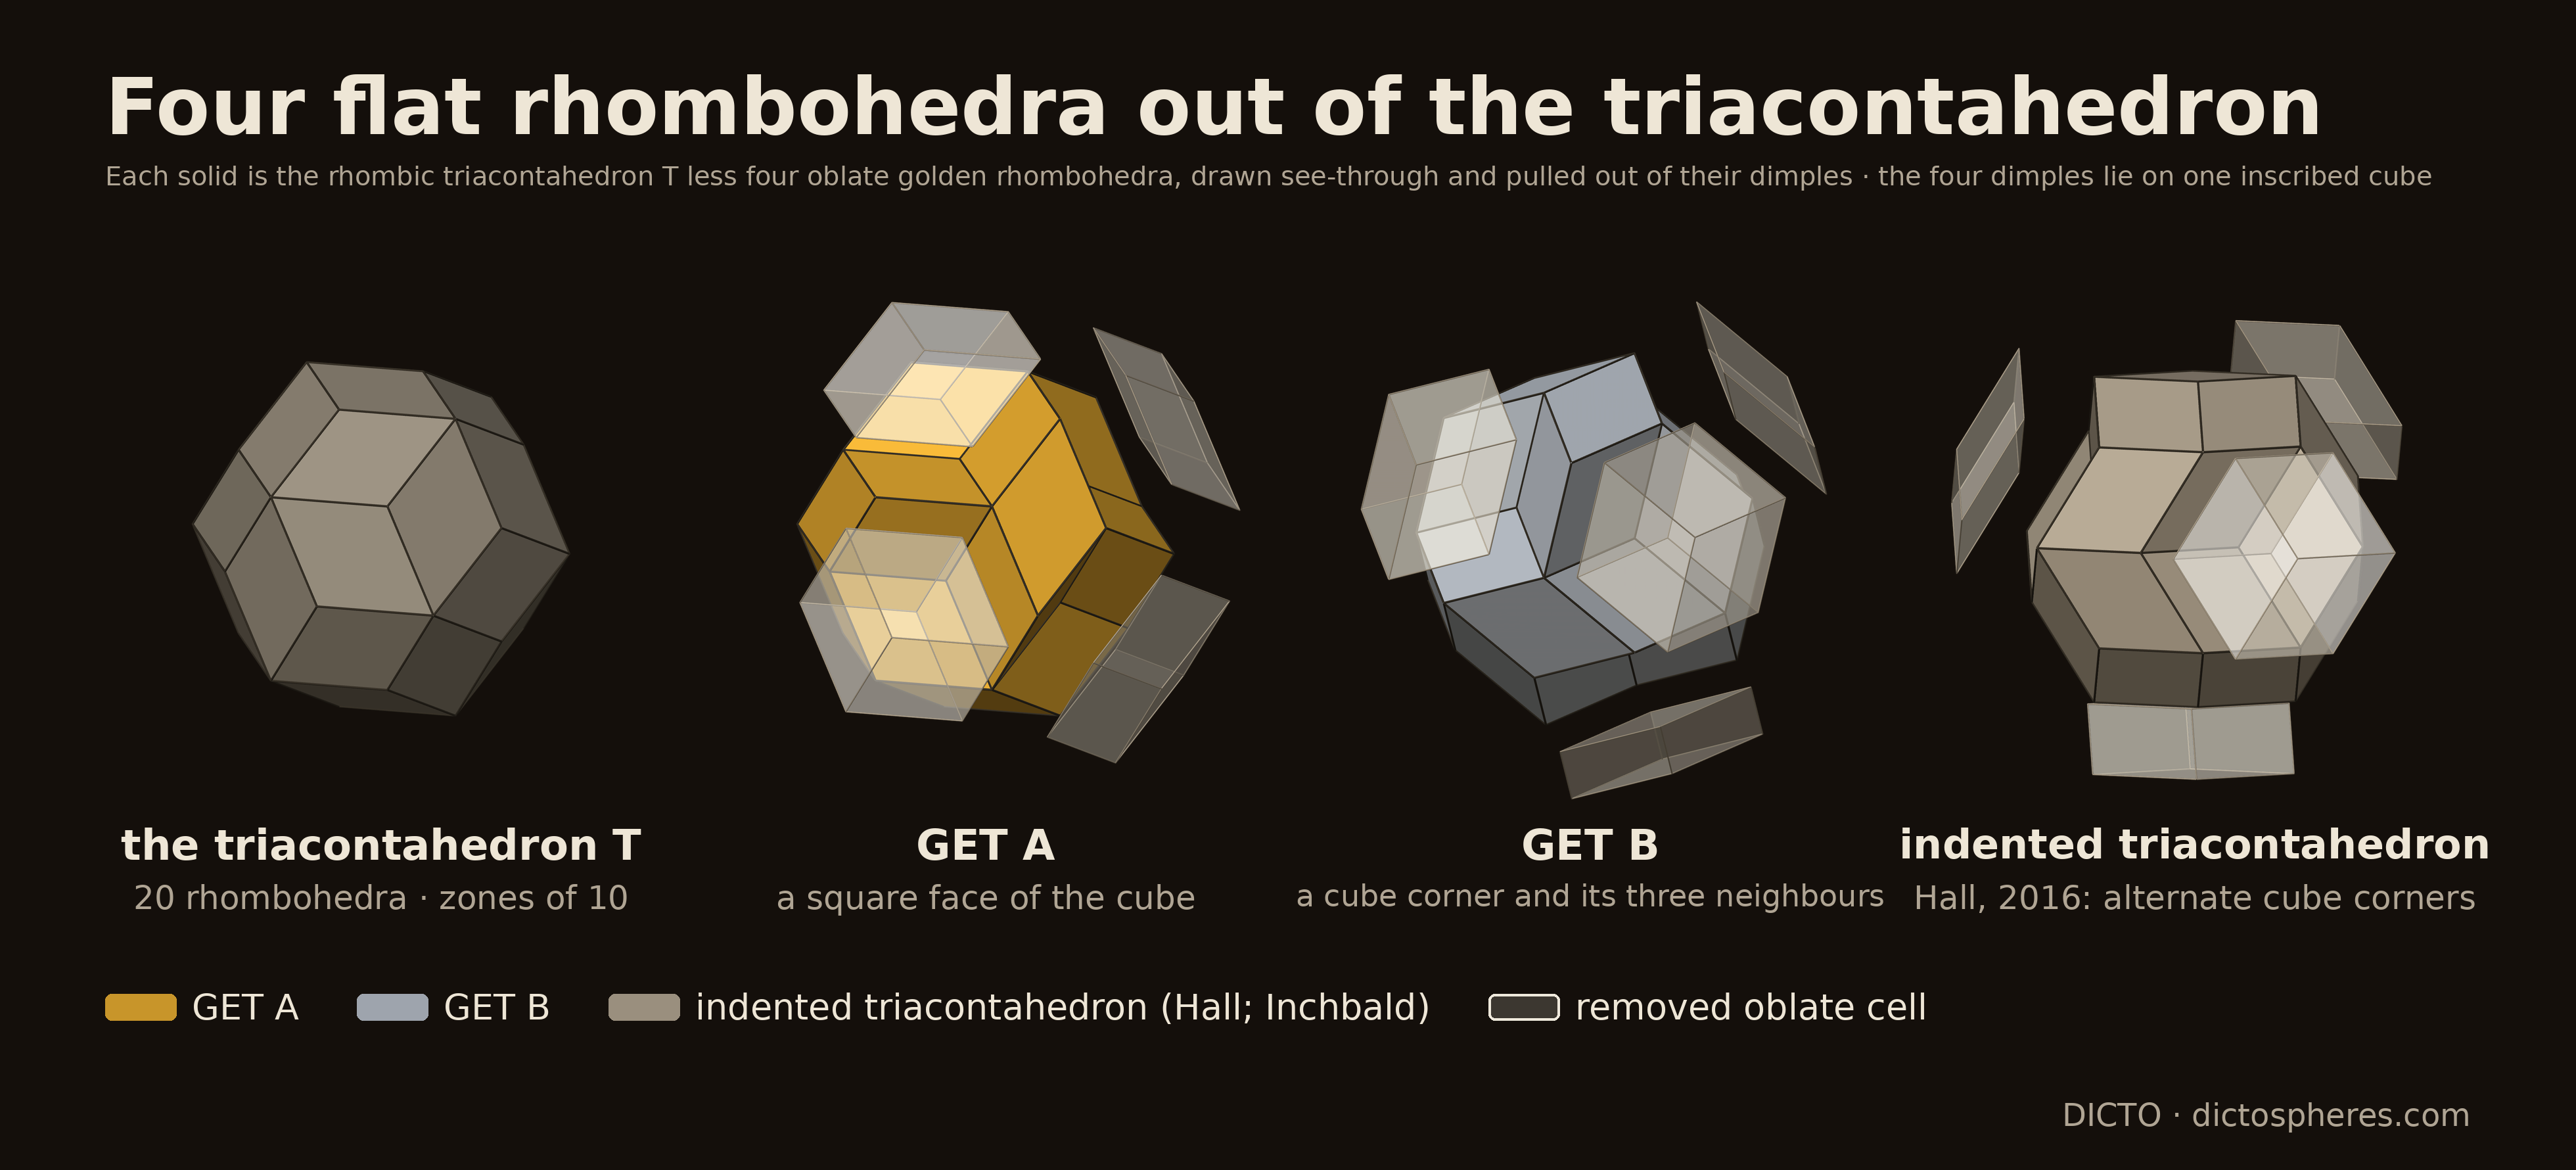 Four flat rhombohedra out of the triacontahedron
Each solid is the rhombic triacontahedron T less four oblate golden rhombohedra, drawn see-through and pulled out of their dimples · the four dimples lie on one inscribed cube
the triacontahedron T
20 rhombohedra · zones of 10
GET A
a square face of the cube
GET B
a cube corner and its three neighbours
indented triacontahedron
Hall, 2016: alternate cube corners
GET A
GET B
indented triacontahedron (Hall; Inchbald)
removed oblate cell
DICTO · dictospheres.com